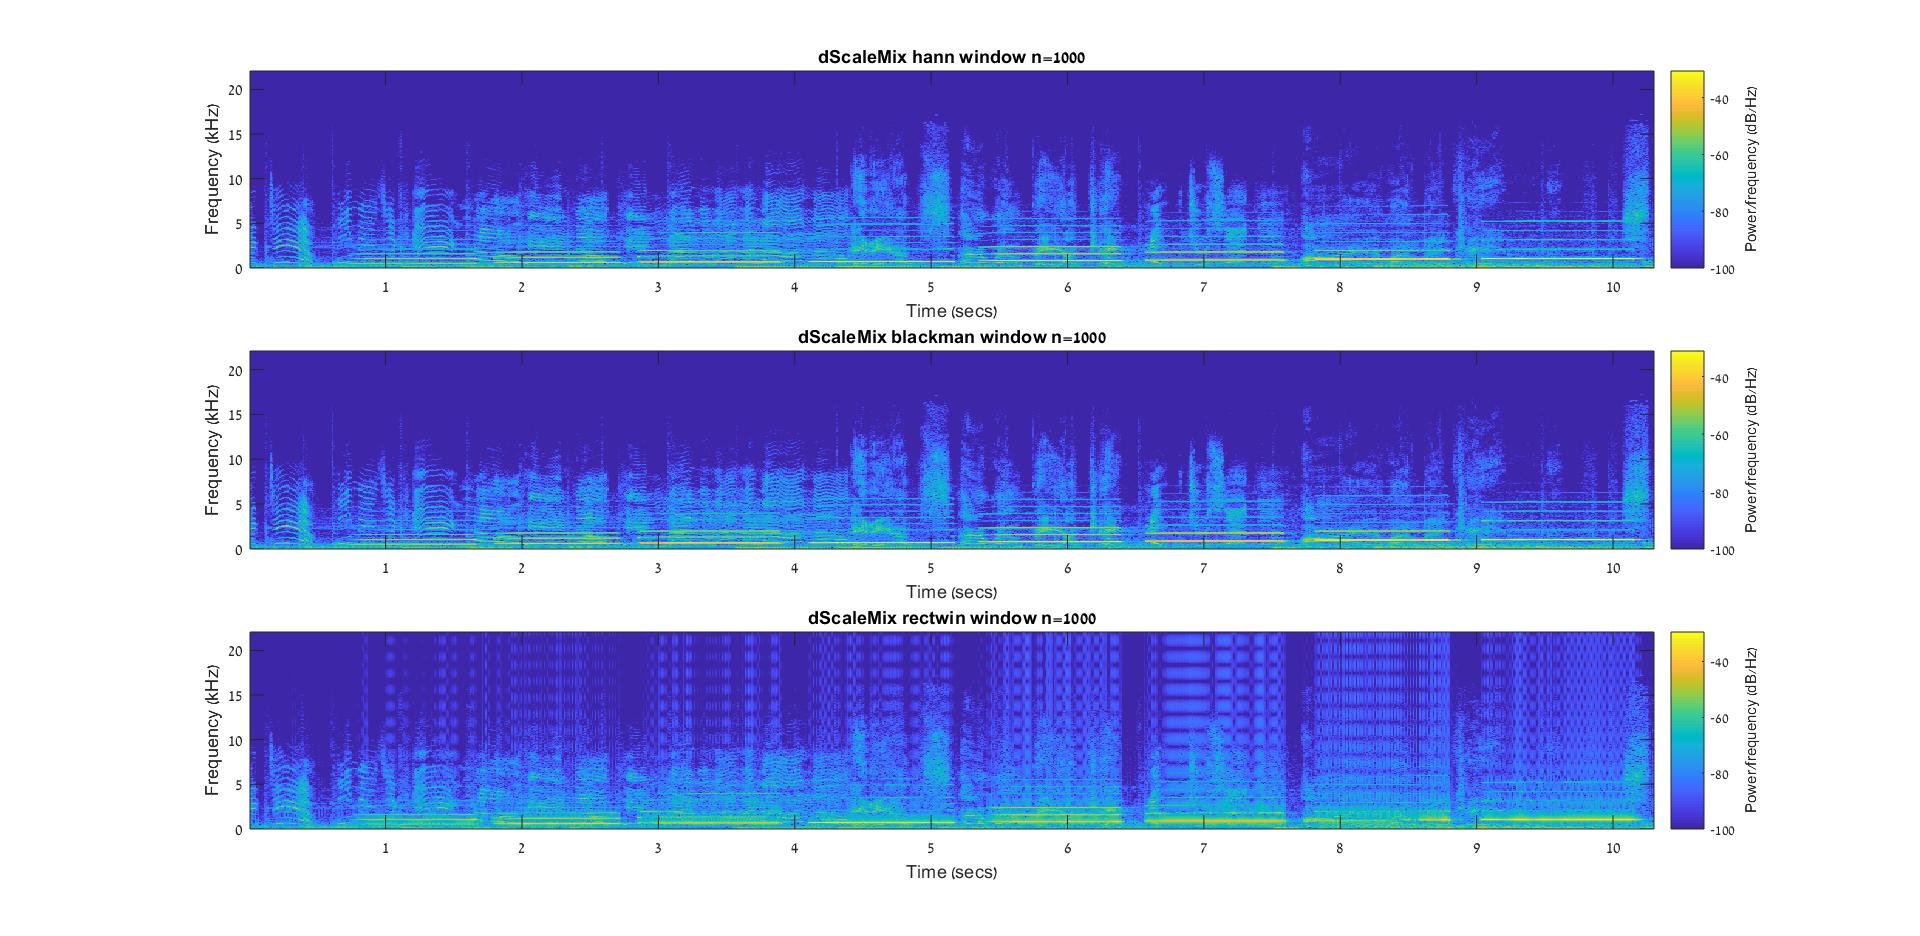 dScaleMix hann window n=1000
20
15
10
5
0
Frequency (kHz)
1 2 3 4 5 6 7 8 9 10
Time (secs)
-40
-60
-80
-100
Power/frequency (dB/Hz)
dScaleMix blackman window n=1000
20
15
10
5
0
Frequency (kHz)
1 2 3 4 5 6 7 8 9 10
Time (secs)
-40
-60
-80
-100
Power/frequency (dB/Hz)
dScaleMix rectwin window n=1000
20
15
10
5
0
Frequency (kHz)
1 2 3 4 5 6 7 8 9 10
Time (secs)
-40
-60
-80
-100
Power/frequency (dB/Hz)